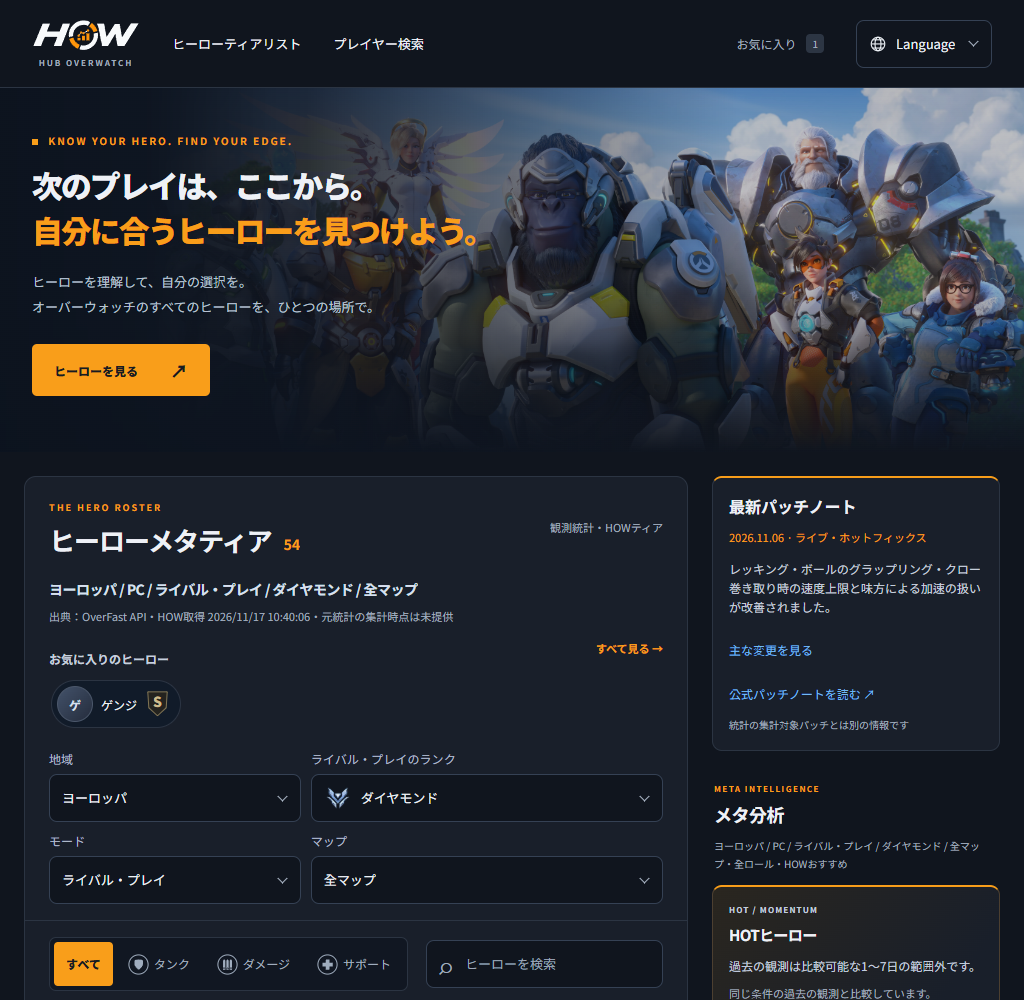 HOW
HUB OVERWATCH
ヒーローティアリスト
プレイヤー検索
お気に入り 1
Language
KNOW YOUR HERO. FIND YOUR EDGE.
次のプレイは、ここから。
自分に合うヒーローを見つけよう。
ヒーローを理解して、自分の選択を。
オーバーウォッチのすべてのヒーローを、ひとつの場所で。
ヒーローを見る ↗
THE HERO ROSTER
ヒーローメタティア 54
観測統計・HOWティア
ヨーロッパ / PC / ライバル・プレイ / ダイヤモンド / 全マップ
出典：OverFast API・HOW取得 2026/11/17 10:40:06・元統計の集計時点は未提供
お気に入りのヒーロー
すべて見る →
ゲ ゲンジ S
地域
ヨーロッパ
ライバル・プレイのランク
ダイヤモンド
モード
ライバル・プレイ
マップ
全マップ
すべて
タンク
ダメージ
サポート
ヒーローを検索
最新パッチノート
2026.11.06 · ライブ・ホットフィックス
レッキング・ボールのグラップリング・クロー
巻き取り時の速度上限と味方による加速の扱い
が改善されました。
主な変更を見る
公式パッチノートを読む ↗
統計の集計対象パッチとは別の情報です
META INTELLIGENCE
メタ分析
ヨーロッパ / PC / ライバル・プレイ / ダイヤモンド / 全マッ
プ・全ロール・HOWおすすめ
HOT / MOMENTUM
HOTヒーロー
過去の観測は比較可能な1〜7日の範囲外です。
同じ条件の過去の観測と比較しています。